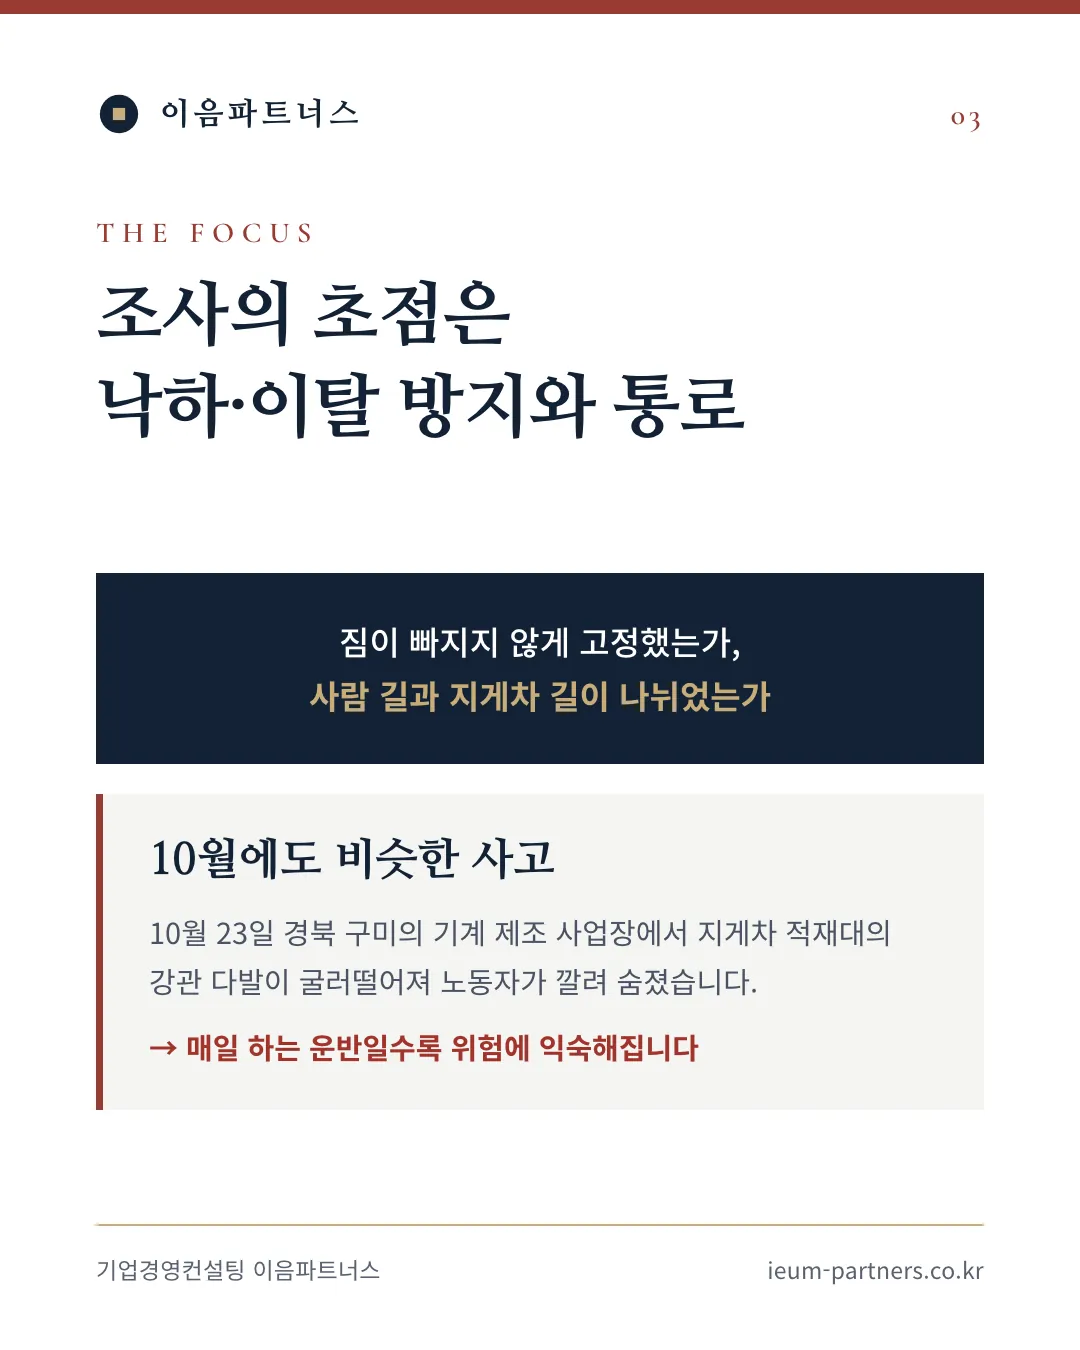 이음파트너스
03
THE FOCUS
조사의 초점은
낙하·이탈 방지와 통로
짐이 빠지지 않게 고정했는가,
사람 길과 지게차 길이 나뉘었는가
10월에도 비슷한 사고
10월 23일 경북 구미의 기계 제조 사업장에서 지게차 적재대의
강관 다발이 굴러떨어져 노동자가 깔려 숨졌습니다.
→ 매일 하는 운반일수록 위험에 익숙해집니다
기업경영컨설팅 이음파트너스
ieum-partners.co.kr